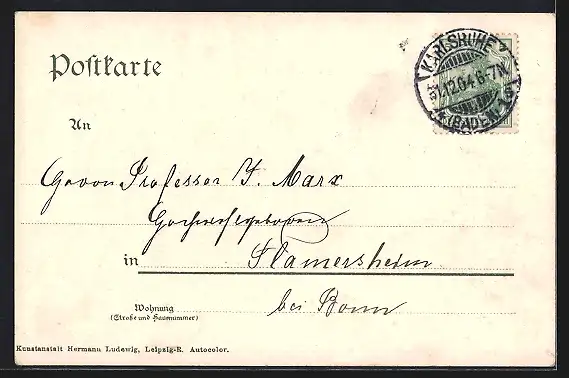 Postkarte
KARLSRUHE
31.12.04. 6-7N
(BADEN)
An
Herrn Professor J. Marx
Hochwohlgeboren
in Flamersheim
Wohnung
(Straße und Hausnummer)
bei Bonn
Kunstanstalt Hermann Ludewig, Leipzig-R. Autocolor.